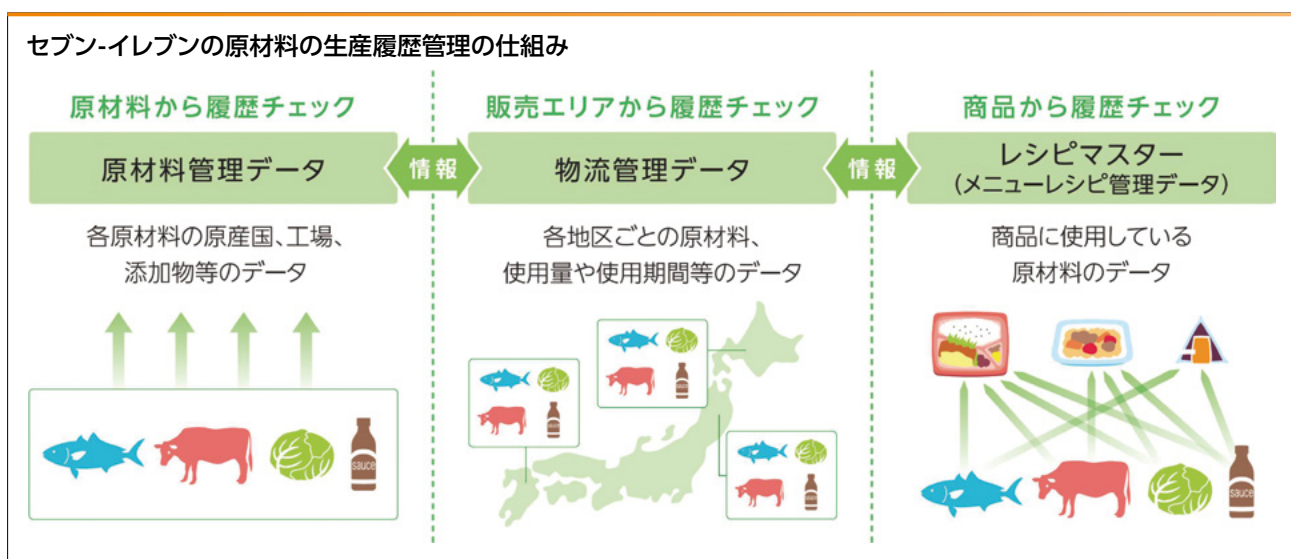 セブン-イレブンの原材料の生産履歴管理の仕組み
原材料から履歴チェック
原材料管理データ
各原材料の原産国、工場、
添加物等のデータ
sauce
情報
販売エリアから履歴チェック
物流管理データ
各地区ごとの原材料、
使用量や使用期間等のデータ
情報
商品から履歴チェック
レシピマスター
(メニューレシピ管理データ)
商品に使用している
原材料のデータ
sauce